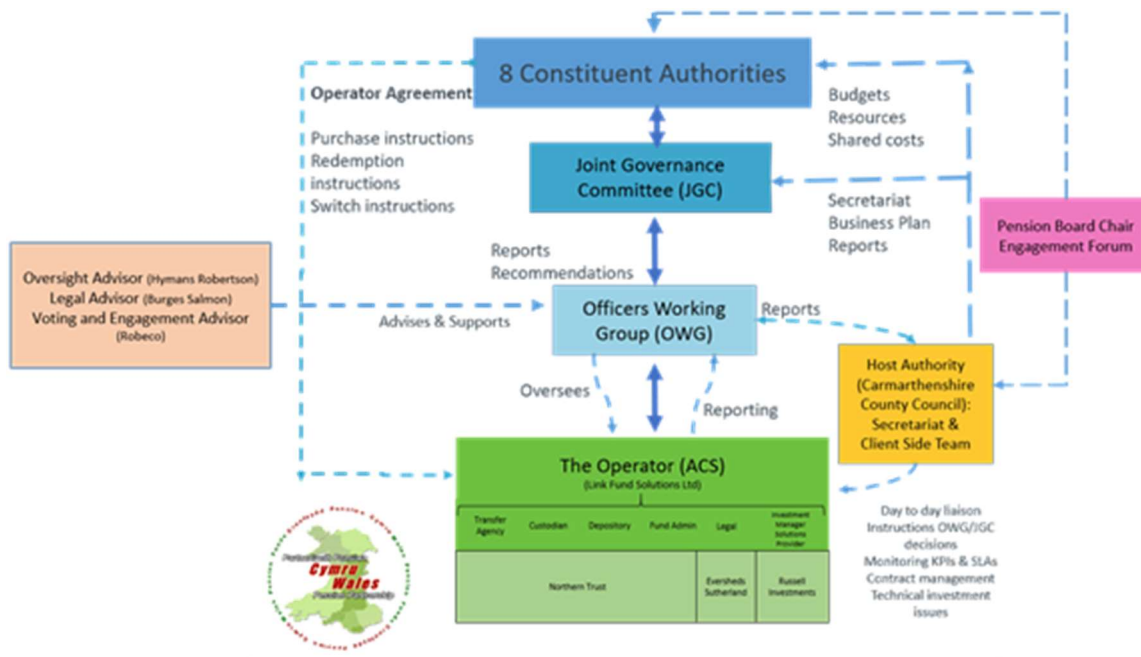 8 Constituent Authorities
Operator Agreement
Purchase instructions
Redemption
instructions
Switch instructions
Budgets
Resources
Shared costs
Joint Governance
Committee (JGC)
Secretariat
Business Plan
Reports
Pension Board Chair
Engagement Forum
Reports
Recommendations
Oversight Advisor (Hymans Robertson)
Legal Advisor (Burges Salmon)
Voting and Engagement Advisor
(Robeco)
Advises & Supports
Officers Working
Group (OWG)
Reports
Host Authority
(Carmarthenshire
County Council):
Secretariat &
Client Side Team
Oversees
Reporting
The Operator (ACS)
(Link Fund Solutions Ltd)
Transfer
Agency
Custodian
Depository
Fund Admin
Legal
Investment
Manager
Solutions
Provider
Northern Trust
Eversheds
Sutherland
Russell
Investments
Day to day liaison
Instructions OWG/JGC
decisions
Monitoring KPIs & SLAs
Contract management
Technical investment
issues
Cymru
Wales